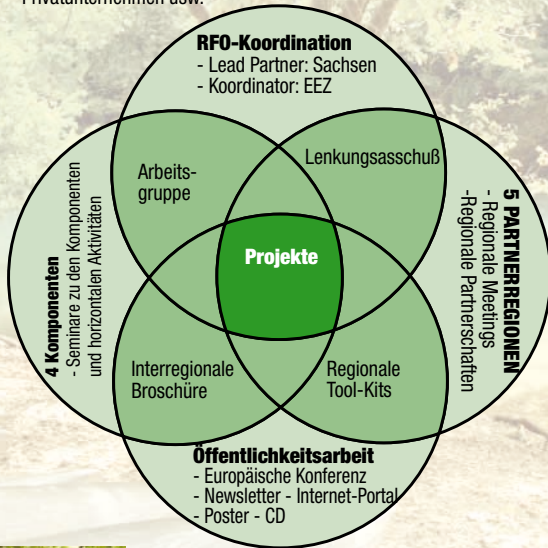 Privatunternehmen usw.
RFO-Koordination
- Lead Partner: Sachsen
- Koordinator: EEZ
Arbeits-
gruppe
Lenkungsasschuß
4 Komponenten
- Seminare zu den Komponenten
und horizontalen Aktivitäten
Projekte
5 PARTNERREGIONEN
- Regionale Meetings
-Regionale Partnerschaften
Interregionale
Broschüre
Regionale
Tool-Kits
Öffentlichkeitsarbeit
- Europäische Konferenz
- Newsletter - Internet-Portal
- Poster - CD